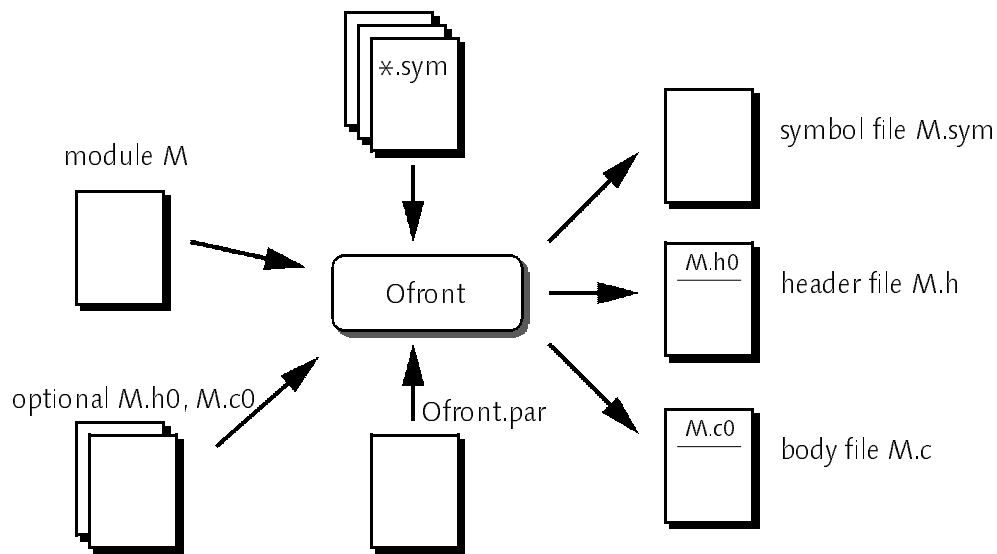 *.sym
symbol file M.sym
module M
M.h0
header file M.h
Ofront
optional M.h0, M.c0
Ofront.par
M.c0
body file M.c